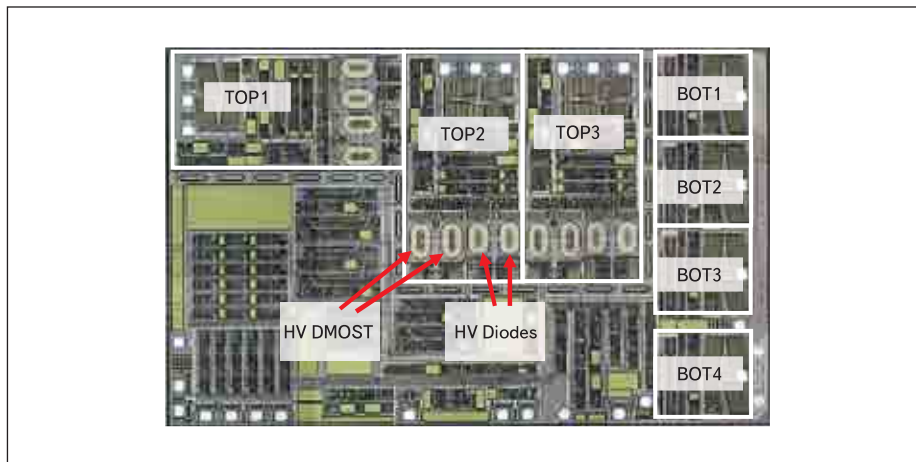 TOP1
TOP2
TOP3
BOT1
BOT2
BOT3
BOT4
HV DMOST
HV Diodes